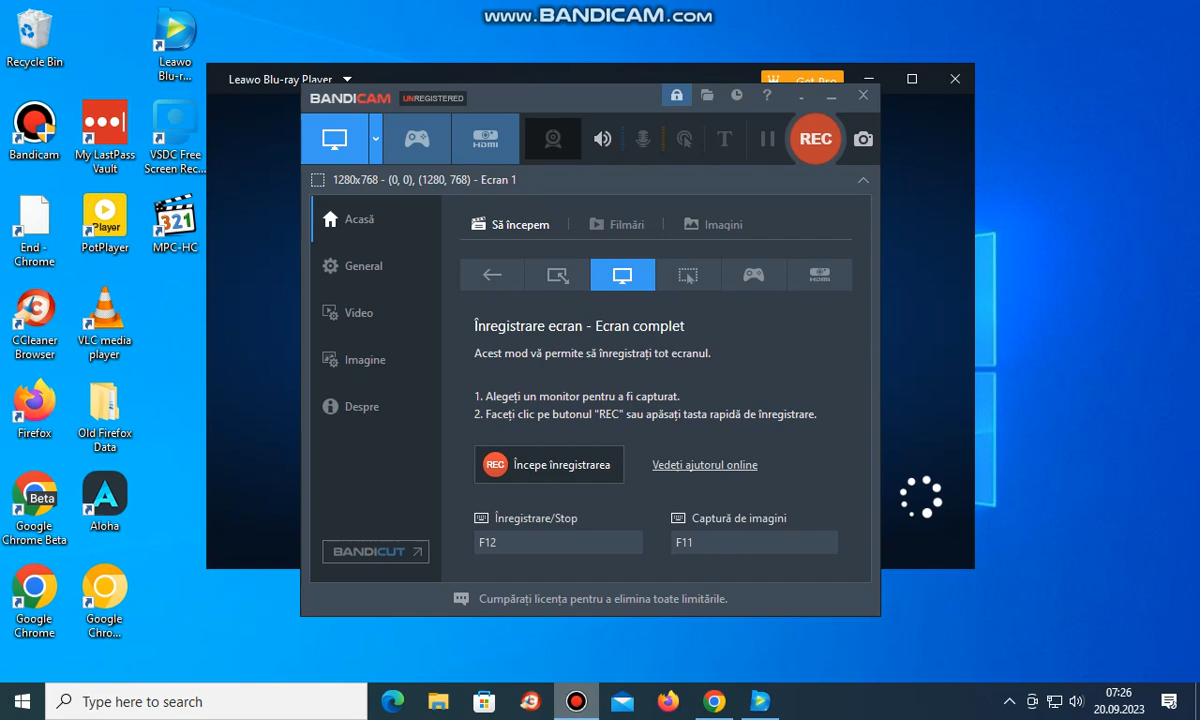 www.BANDICAM.com
Recycle Bin
Leawo
Blu-r...
Bandicam
My LastPass
Vault
VSDC Free
Screen Rec...
End -
Chrome
Player
PotPlayer
321
MPC-HC
CCleaner
Browser
VLC media
player
Firefox
Old Firefox
Data
Beta
Google
Chrome Beta
Aloha
Google
Chrome
Google
Chro...
Leawo Blu-ray Player
Get Pro
BANDICAM
UNREGISTERED
?
HDMI
T
REC
1280x768 - (0, 0), (1280, 768) - Ecran 1
Acasă
General
Video
Imagine
Despre
BANDICUT
Să începem
Filmări
Imagini
HDMI
Înregistrare ecran - Ecran complet
Acest mod vă permite să înregistrați tot ecranul.
1. Alegeți un monitor pentru a fi capturat.
2. Faceți clic pe butonul "REC" sau apăsați tasta rapidă de înregistrare.
REC
Începe înregistrarea
Vedeti ajutorul online
Înregistrare/Stop
Captură de imagini
F12
F11
Cumpărați licența pentru a elimina toate limitările.
Type here to search
07:26
20.09.2023